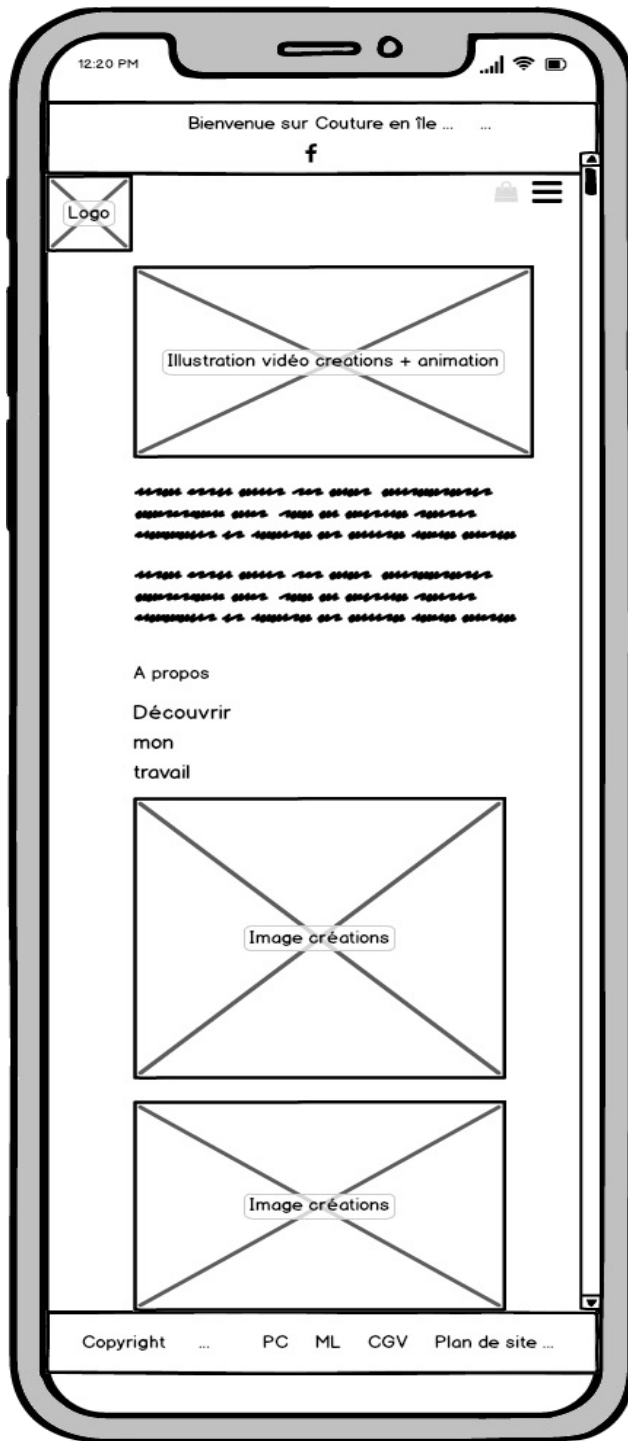 12:20 PM
Bienvenue sur Couture en île ... ...
f
Logo
Illustration vidéo creations + animation
A propos
Découvrir
mon
travail
Image créations
Image créations
Copyright ... PC ML CGV Plan de site ...